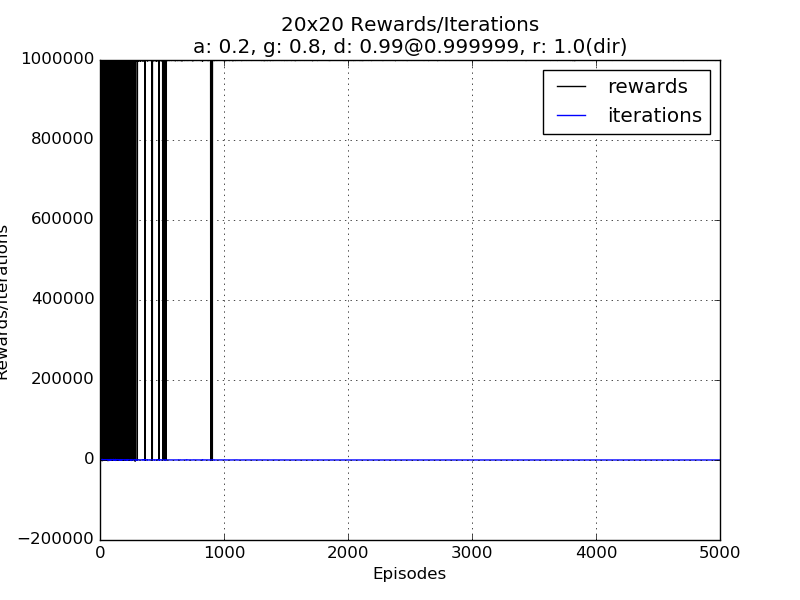 20x20 Rewards/Iterations
a: 0.2, g: 0.8, d: 0.99@0.999999, r: 1.0(dir)
1000000
800000
600000
400000
200000
0
−200000
Rewards/Iterations
rewards
iterations
0 1000 2000 3000 4000 5000
Episodes